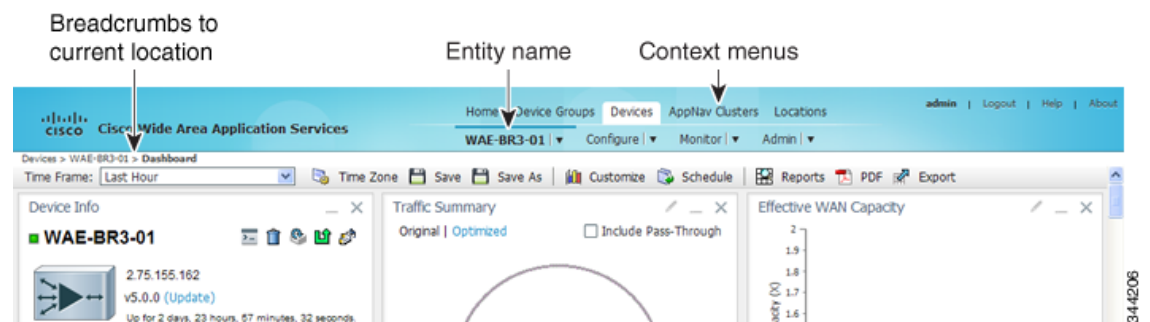 Breadcrumbs to
current location
Entity name
Context menus
Home Device Groups Devices AppNav Clusters Locations
admin | Logout | Help | About
cisco Cisco Wide Area Application Services
WAE-BR3-01 | Configure | Monitor | Admin |
Devices > WAE-BR3-01 > Dashboard
Time Frame: Last Hour Time Zone Save Save As | Customize Schedule | Reports PDF Export
Device Info
Traffic Summary
Effective WAN Capacity
WAE-BR3-01
Original | Optimized
Include Pass-Through
2
1.9
1.8
1.7
1.6
2.75.155.162
v5.0.0 (Update)
Up for 2 days, 23 hours, 57 minutes, 32 seconds.
344206